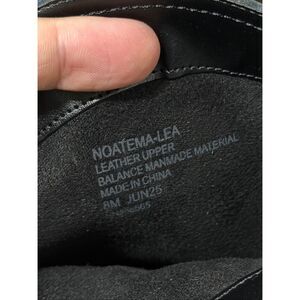 NOATEMA-LEA
LEATHER UPPER
BALANCE MANMADE MATERIAL
MADE IN CHINA
8M JUN25